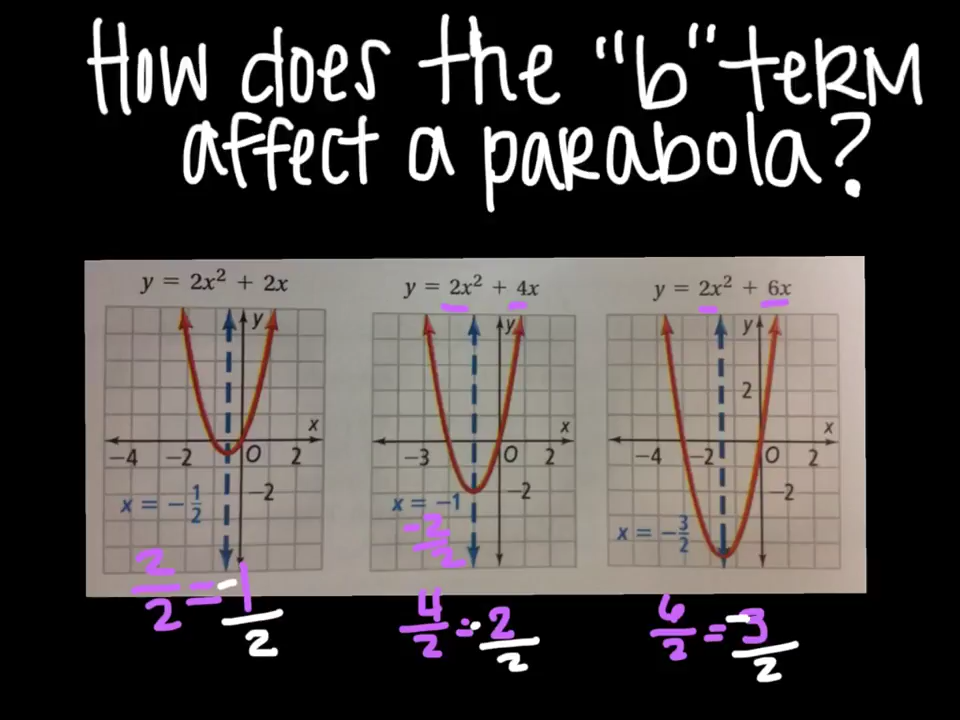 How does the "b" term
affect a parabola?
y = 2x² + 2x
y = 2x² + 4x
y = 2x² + 6x
y
y
y
2
x
x
x
-4 -2 O 2
-3 O 2
-4 -2 O 2
-2
-2
-2
x = -1/2
x = -1
x = -3/2
-2/2
2/2 = -1/2
4/2 = -2/2
6/2 = -3/2